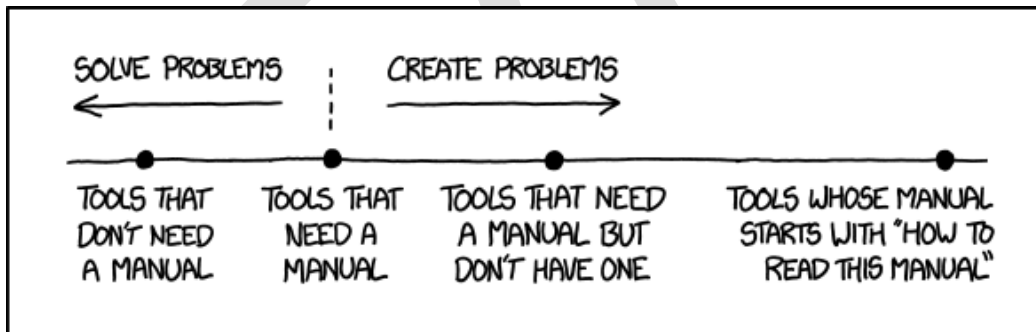 SOLVE PROBLEMS
CREATE PROBLEMS
TOOLS THAT
DON'T NEED
A MANUAL
TOOLS THAT
NEED A
MANUAL
TOOLS THAT NEED
A MANUAL BUT
DON'T HAVE ONE
TOOLS WHOSE MANUAL
STARTS WITH "HOW TO
READ THIS MANUAL"